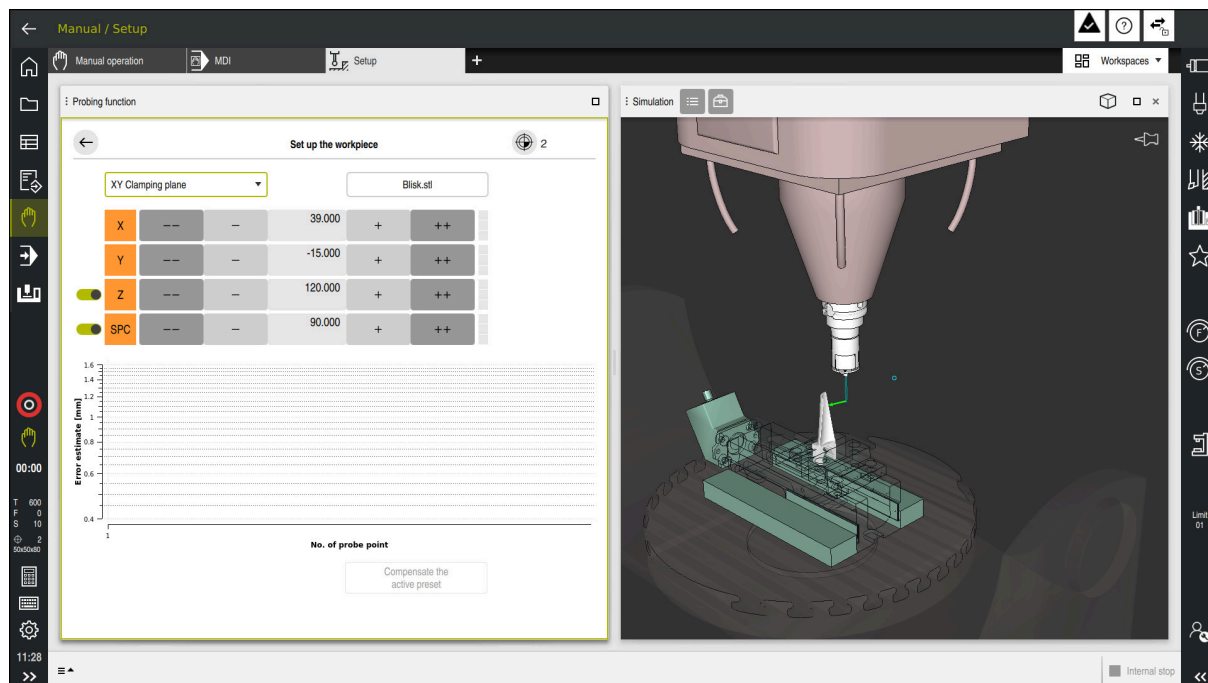 Manual / Setup
Manual operation
MDI
Setup
+
Workspaces
Probing function
Set up the workpiece
2
XY Clamping plane
Blisk.stl
X
−−
−
39.000
+
++
Y
−−
−
-15.000
+
++
Z
−−
−
120.000
+
++
SPC
−−
−
90.000
+
++
Error estimate [mm]
1.6
1.4
1.2
1
0.8
0.6
0.4
1
No. of probe point
Compensate the
active preset
Simulation
00:00
T 600
F 0
S 10
2
50x50x80
11:28
F
S
Limit
01
Internal stop